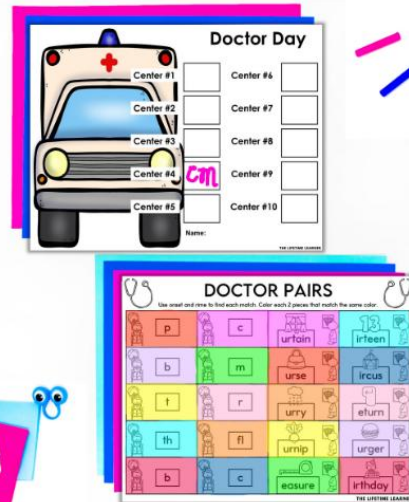 Doctor Day
Center #1 Center #6
Center #2 Center #7
Center #3 Center #8
Center #4 cm Center #9
Center #5 Center #10
Name:
THE LIFETIME LEARNER
DOCTOR PAIRS
Use onset and rime to find each match. Color each 2 pieces that match the same color.
p c urtain irteen
13
b m urse ircus
t r urry eturn
th fl urnip urger
b c easure irthday
THE LIFETIME LEARNER